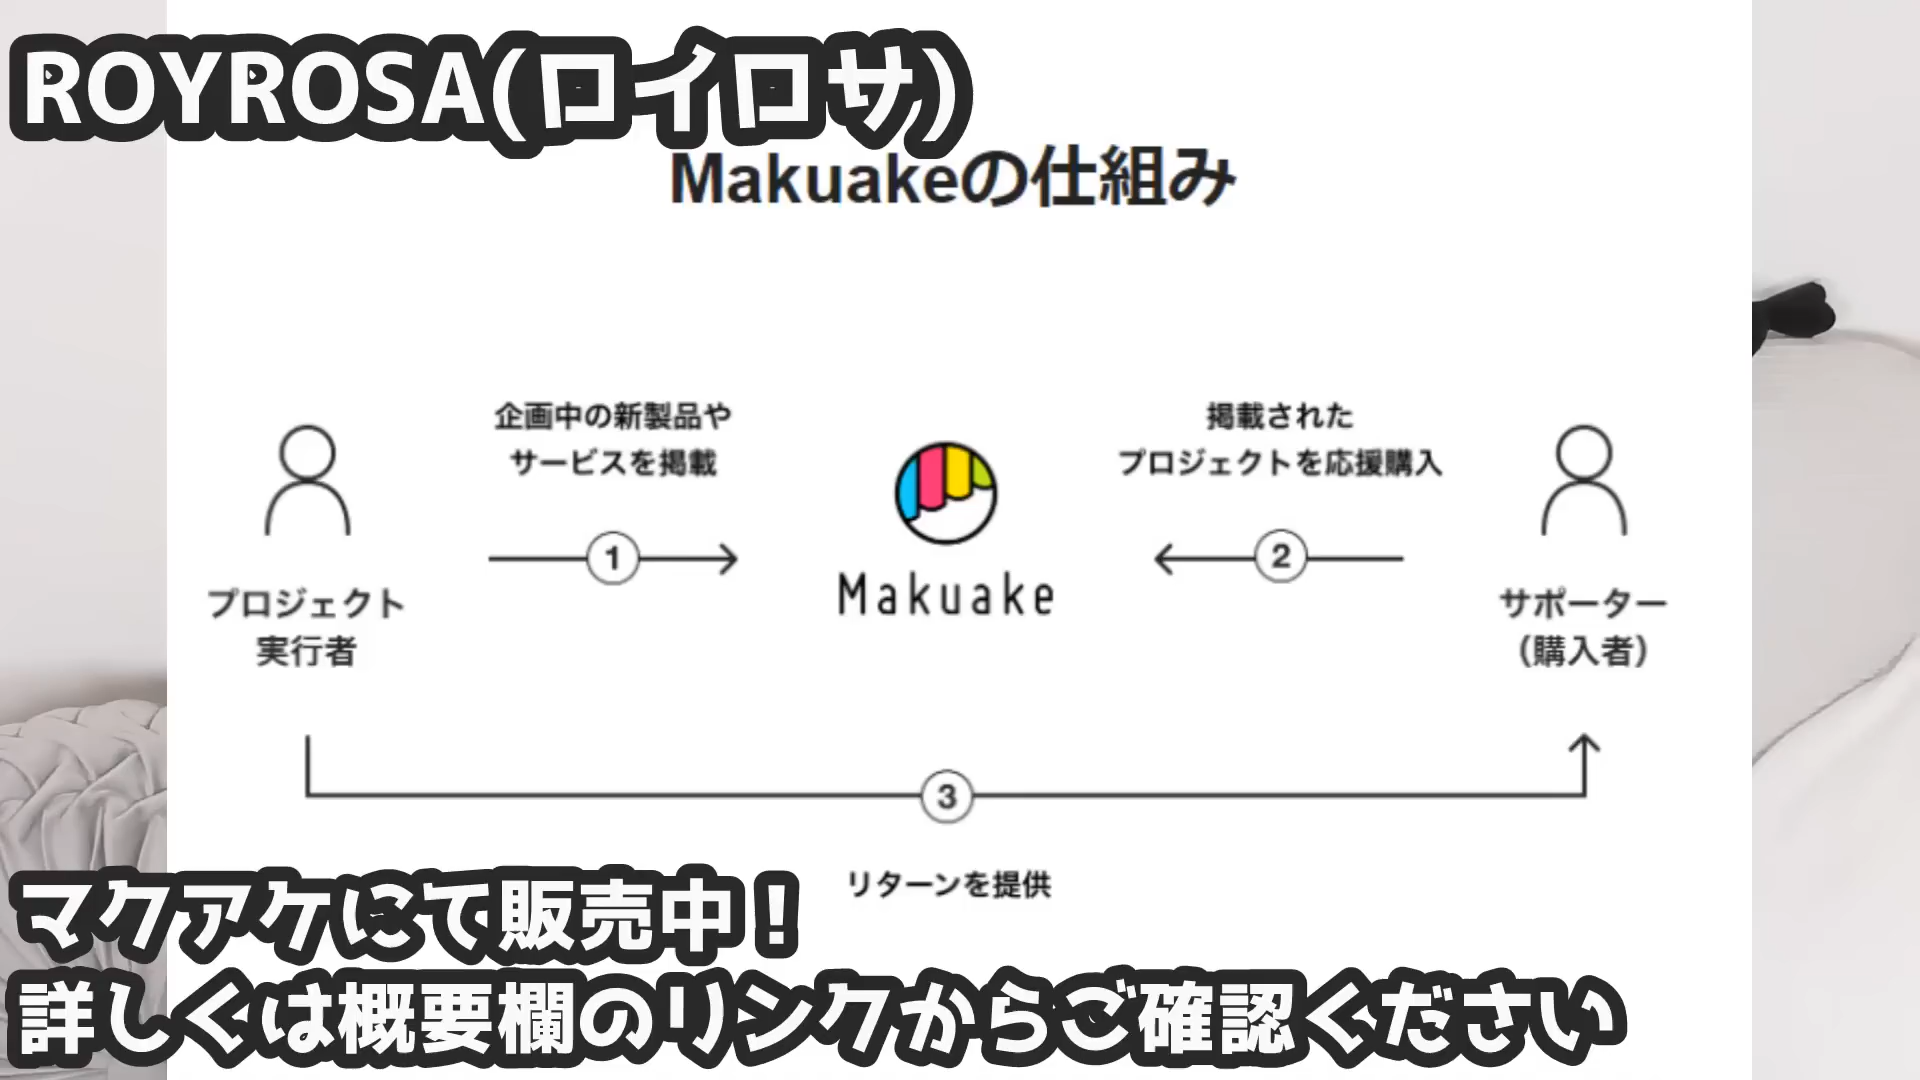 ROYROSA(ロイロサ)
Makuakeの仕組み
企画中の新製品や
サービスを掲載
掲載された
プロジェクトを応援購入
1
2
Makuake
プロジェクト
実行者
サポーター
（購入者）
3
リターンを提供
マクアケにて販売中！
詳しくは概要欄のリンクからご確認ください